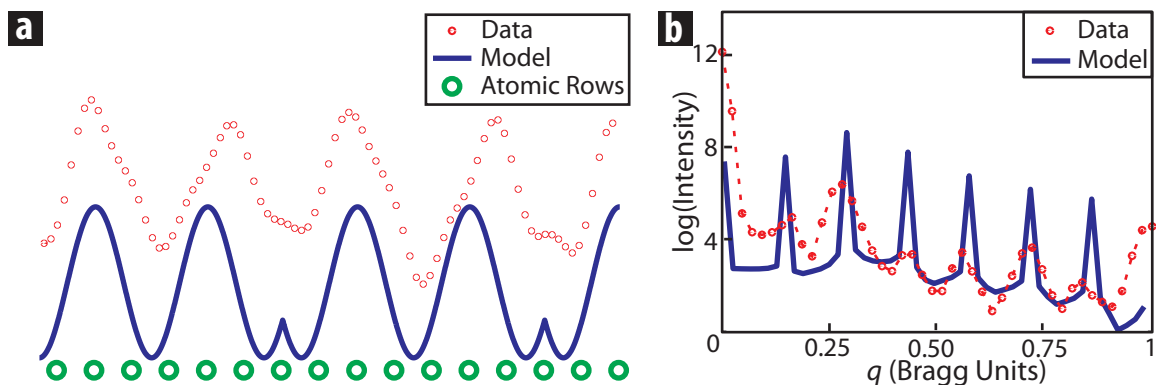 a
Data
Model
Atomic Rows
b
Data
Model
log(Intensity)
12
8
4
0
0.25
0.50
0.75
1
q (Bragg Units)